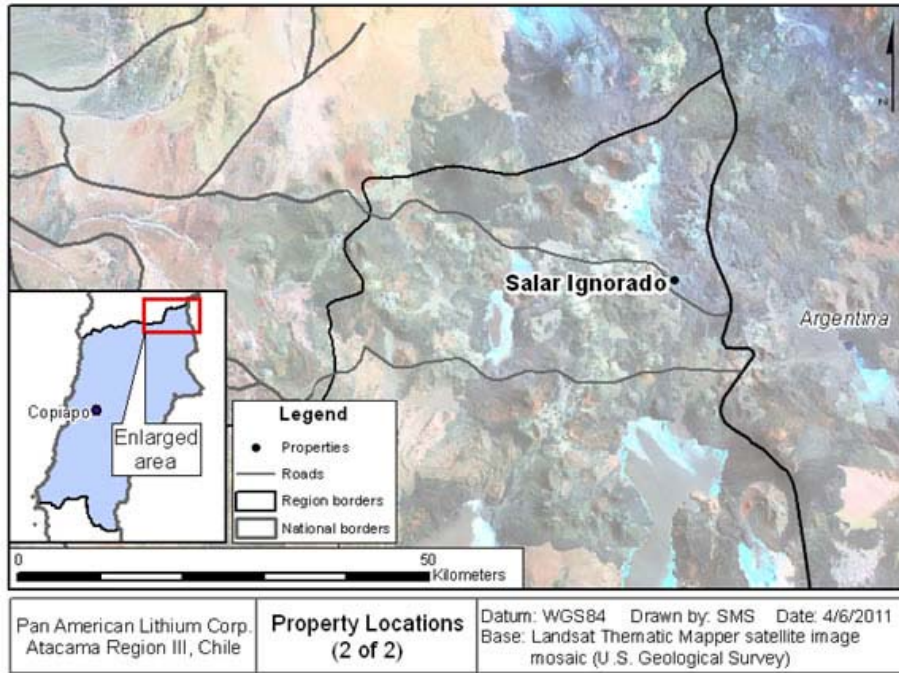 N
Salar Ignorado
Argentina
Copiapo
Enlarged
area
Legend
Properties
Roads
Region borders
National borders
0
50
Kilometers
Pan American Lithium Corp.
Atacama Region III, Chile
Property Locations
(2 of 2)
Datum: WGS84 Drawn by: SMS Date: 4/6/2011
Base: Landsat Thematic Mapper satellite image
mosaic (U.S. Geological Survey)